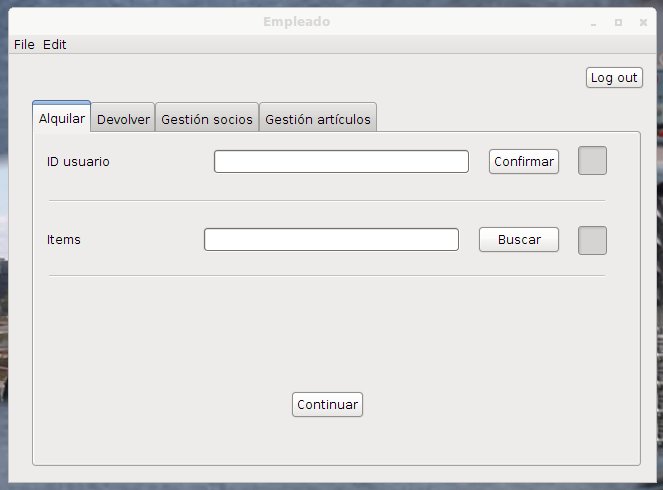 Empleado
File Edit
Log out
Alquilar Devolver Gestión socios Gestión artículos
ID usuario Confirmar
Items Buscar
Continuar